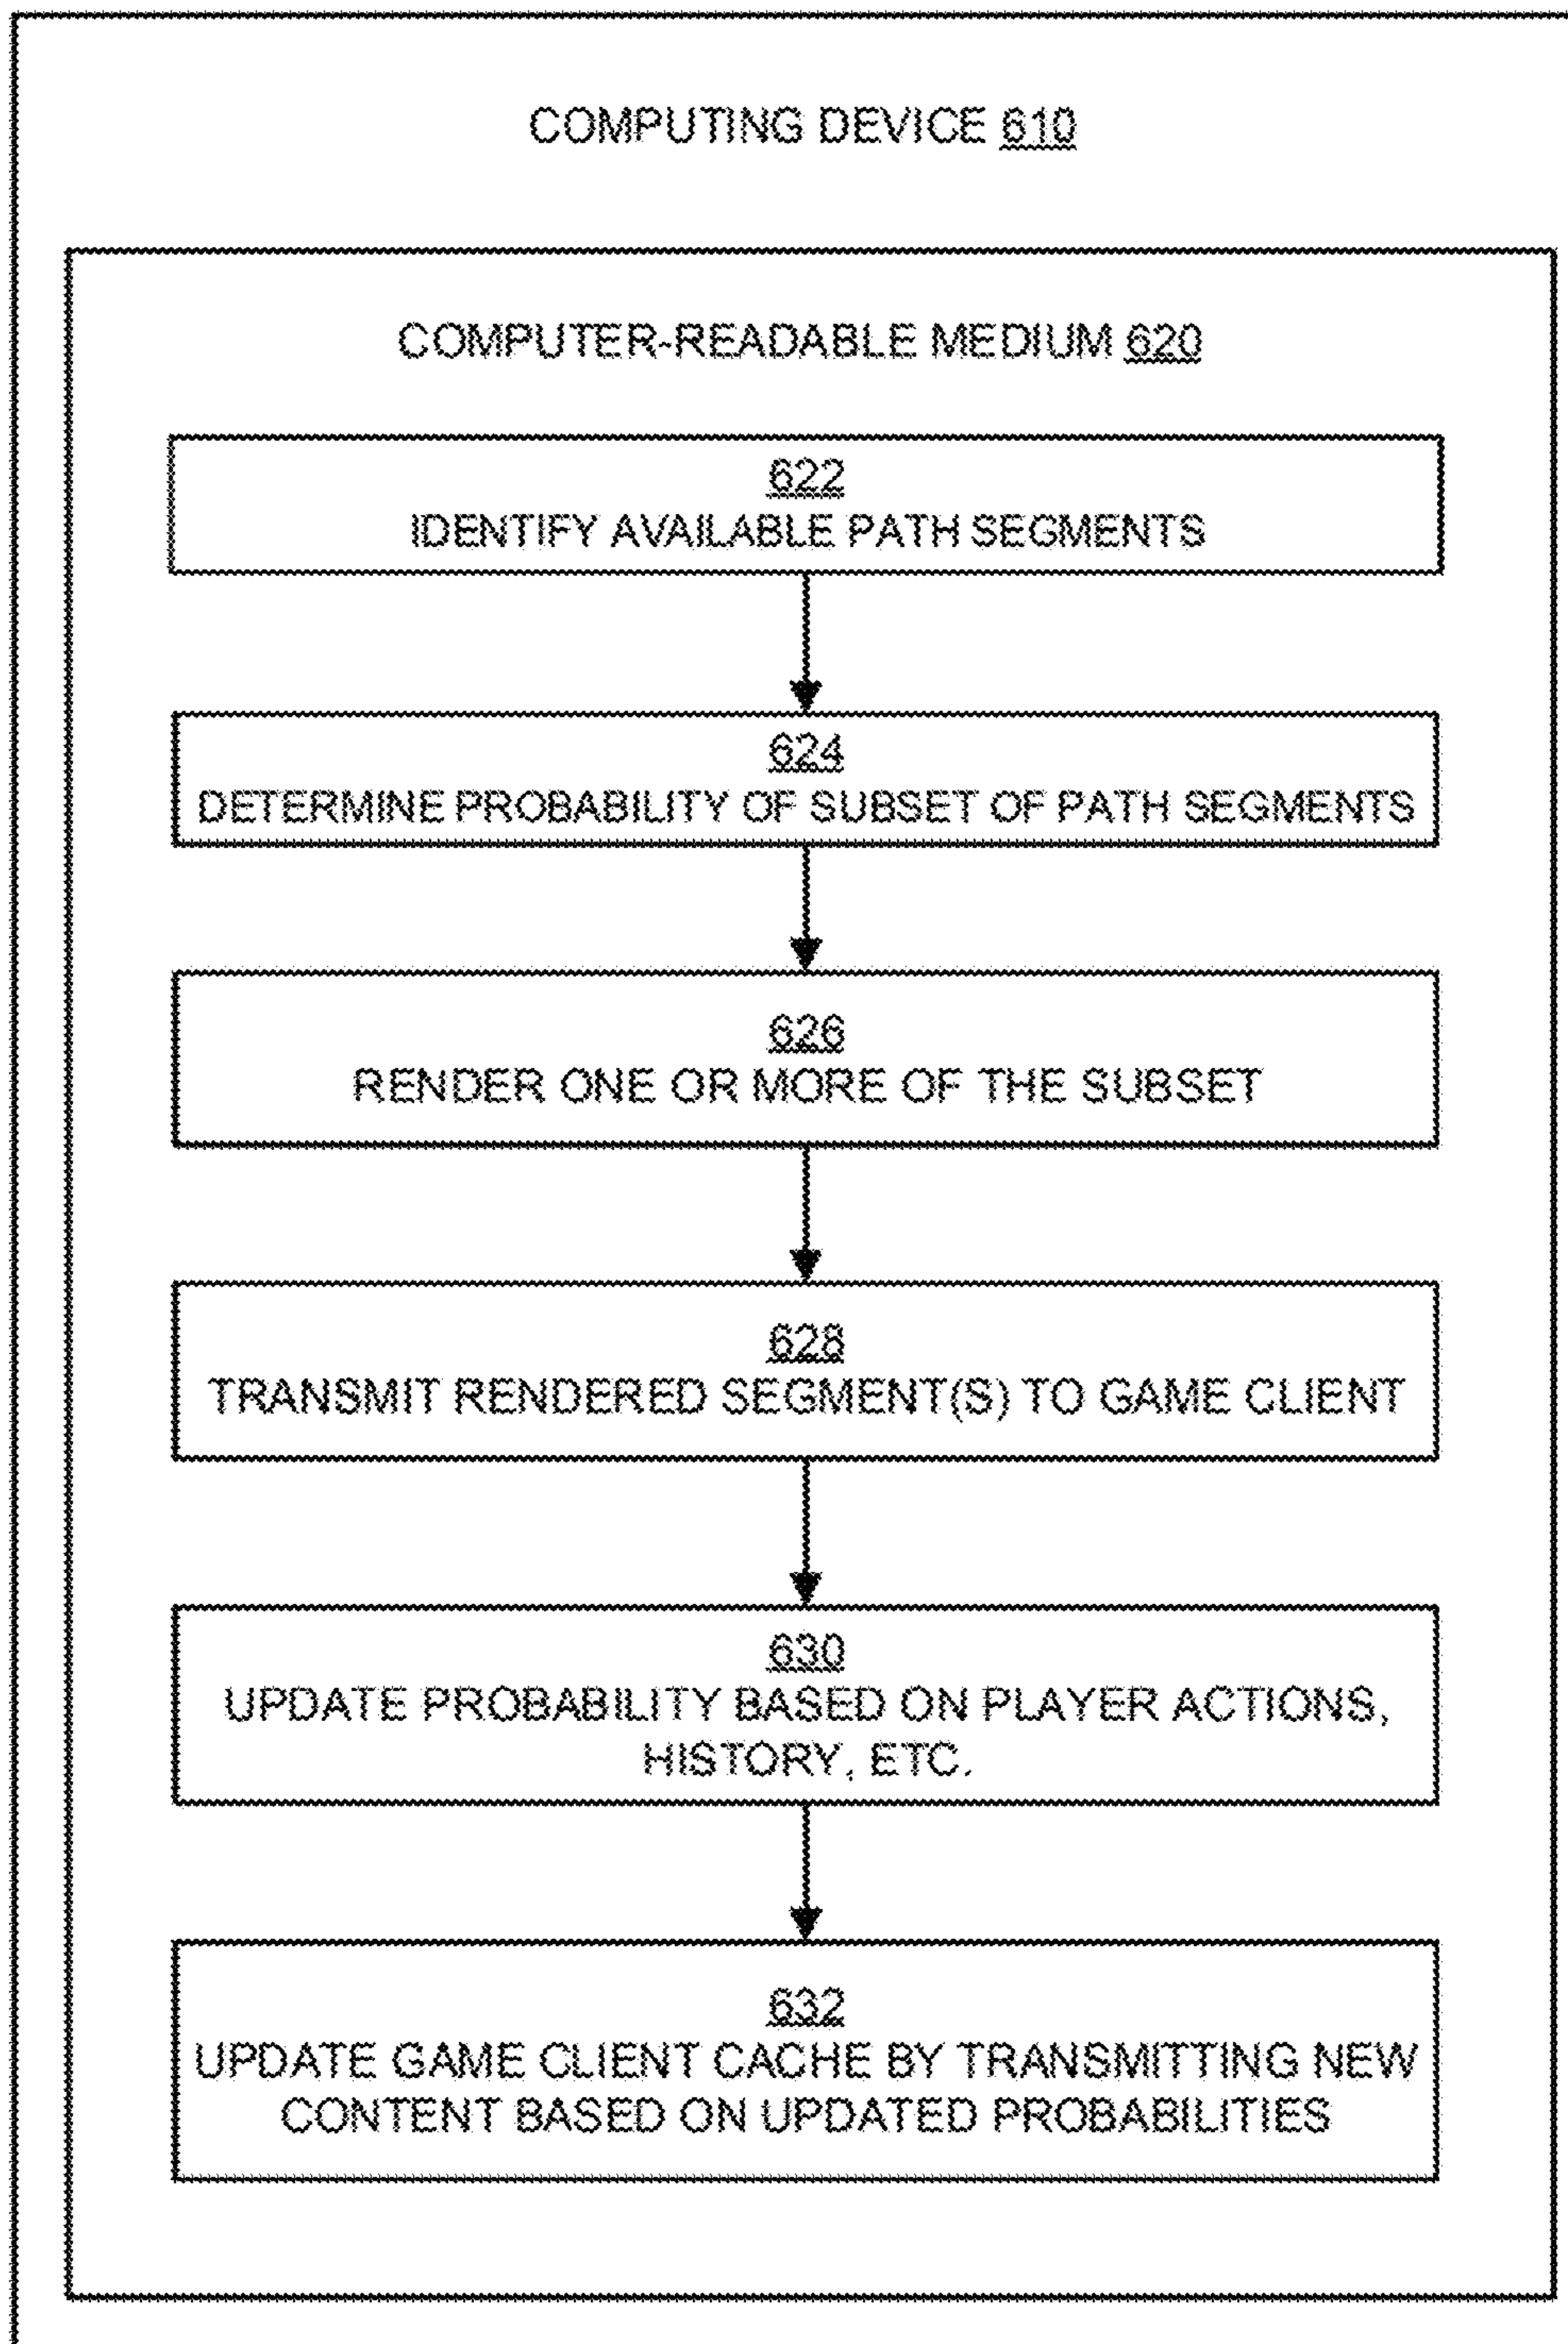 COMPUTING DEVICE 610
COMPUTER-READABLE MEDIUM 620
622
IDENTIFY AVAILABLE PATH SEGMENTS
624
DETERMINE PROBABILITY OF SUBSET OF PATH SEGMENTS
626
RENDER ONE OR MORE OF THE SUBSET
628
TRANSMIT RENDERED SEGMENT(S) TO GAME CLIENT
630
UPDATE PROBABILITY BASED ON PLAYER ACTIONS,
HISTORY, ETC.
632
UPDATE GAME CLIENT CACHE BY TRANSMITTING NEW
CONTENT BASED ON UPDATED PROBABILITIES